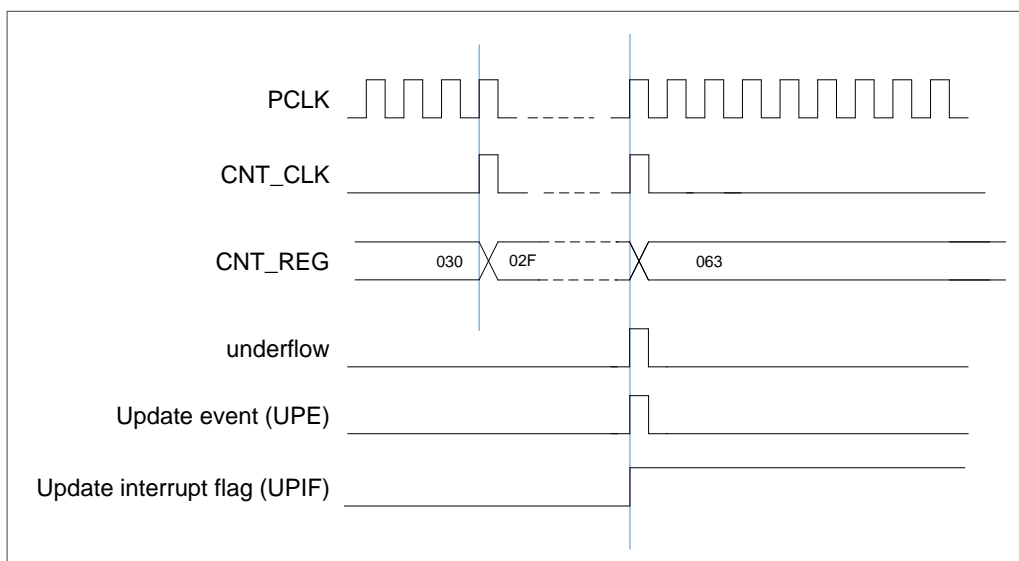 PCLK
CNT_CLK
CNT_REG
030
02F
063
underflow
Update event (UPE)
Update interrupt flag (UPIF)